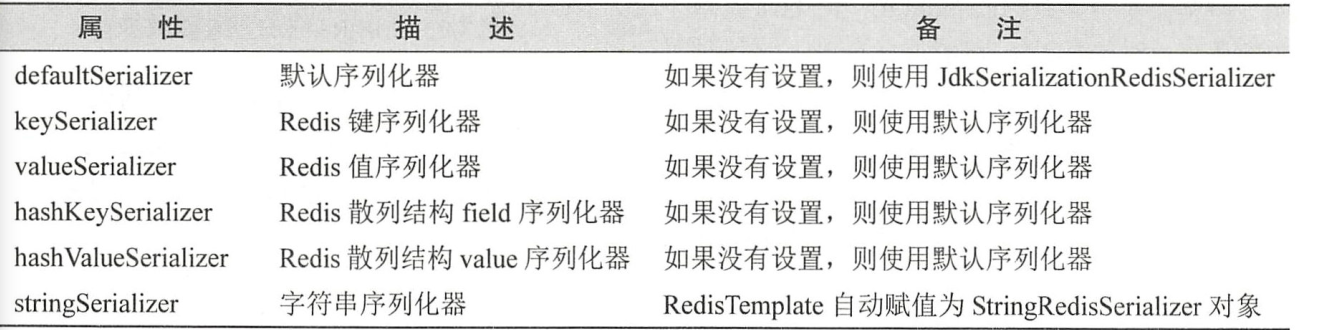 属 性 描 述 备 注
defaultSerializer 默认序列化器 如果没有设置，则使用 JdkSerializationRedisSerializer
keySerializer Redis 键序列化器 如果没有设置，则使用默认序列化器
valueSerializer Redis 值序列化器 如果没有设置，则使用默认序列化器
hashKeySerializer Redis 散列结构 field 序列化器 如果没有设置，则使用默认序列化器
hashValueSerializer Redis 散列结构 value 序列化器 如果没有设置，则使用默认序列化器
stringSerializer 字符串序列化器 RedisTemplate 自动赋值为 StringRedisSerializer 对象